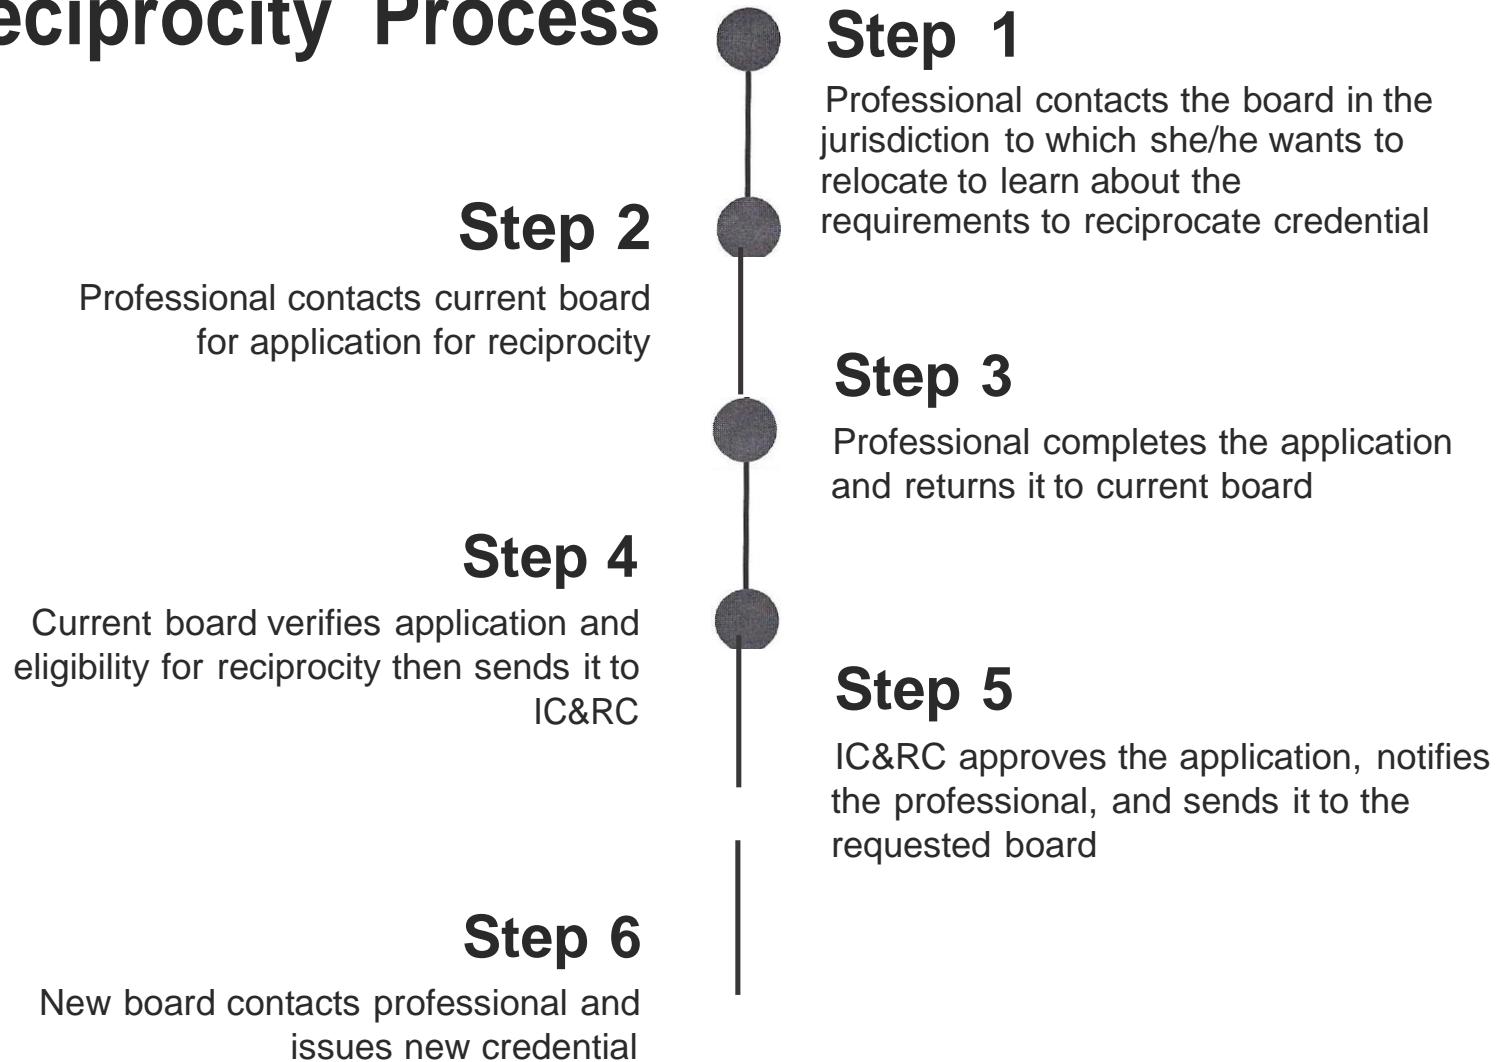 eciprocity Process
Step 1
Professional contacts the board in the
jurisdiction to which she/he wants to
relocate to learn about the
requirements to reciprocate credential
Step 2
Professional contacts current board
for application for reciprocity
Step 3
Professional completes the application
and returns it to current board
Step 4
Current board verifies application and
eligibility for reciprocity then sends it to
IC&RC
Step 5
IC&RC approves the application, notifies
the professional, and sends it to the
requested board
Step 6
New board contacts professional and
issues new credential